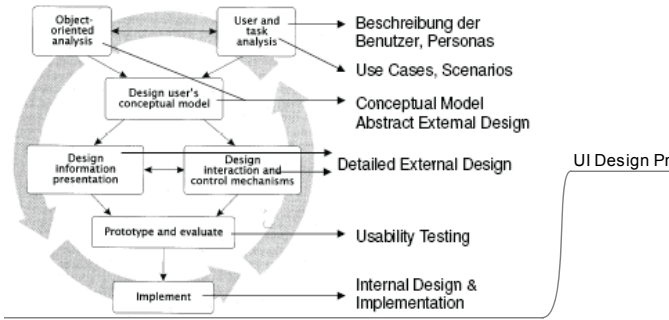 Object-
oriented
analysis
User and
task
analysis
Beschreibung der
Benutzer, Personas
Use Cases, Scenarios
Design user's
conceptual model
Conceptual Model
Abstract External Design
Design
information
presentation
Design
interaction and
control mechanisms
Detailed External Design
UI Design Pr
Prototype and evaluate
Usability Testing
Implement
Internal Design &
Implementation